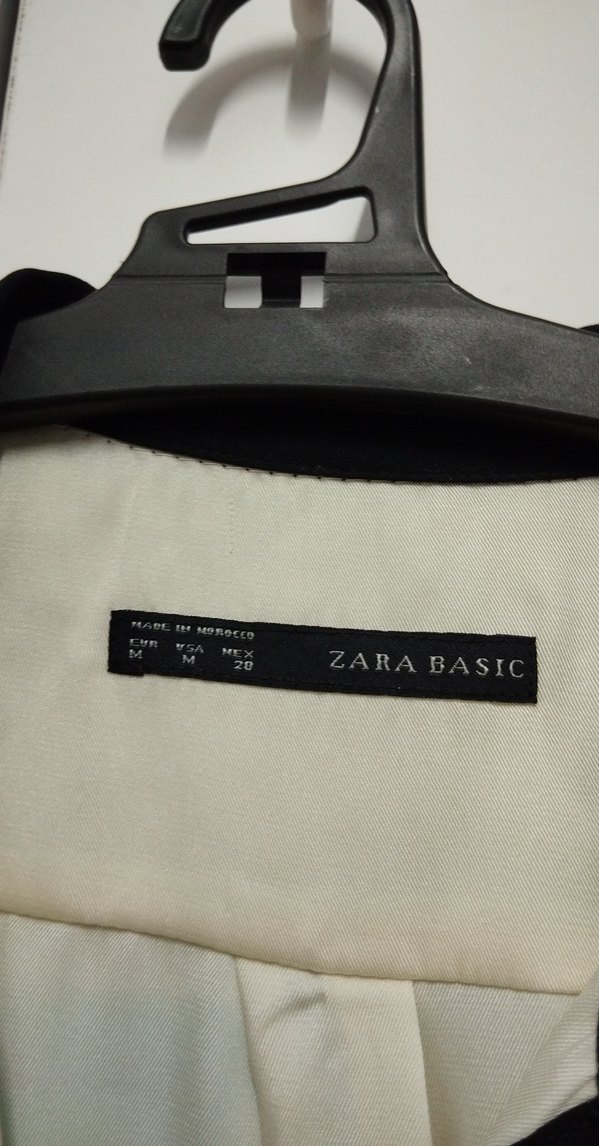 MADE IN MOROCCO
EUR USA MEX
M M 28
ZARA BASIC